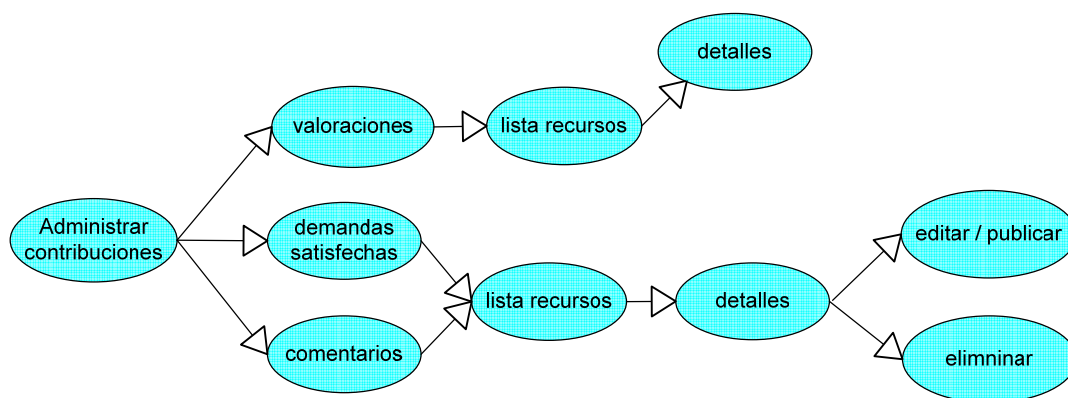 detalles
valoraciones
lista recursos
Administrar
contribuciones
demandas
satisfechas
comentarios
lista recursos
detalles
editar / publicar
elimninar